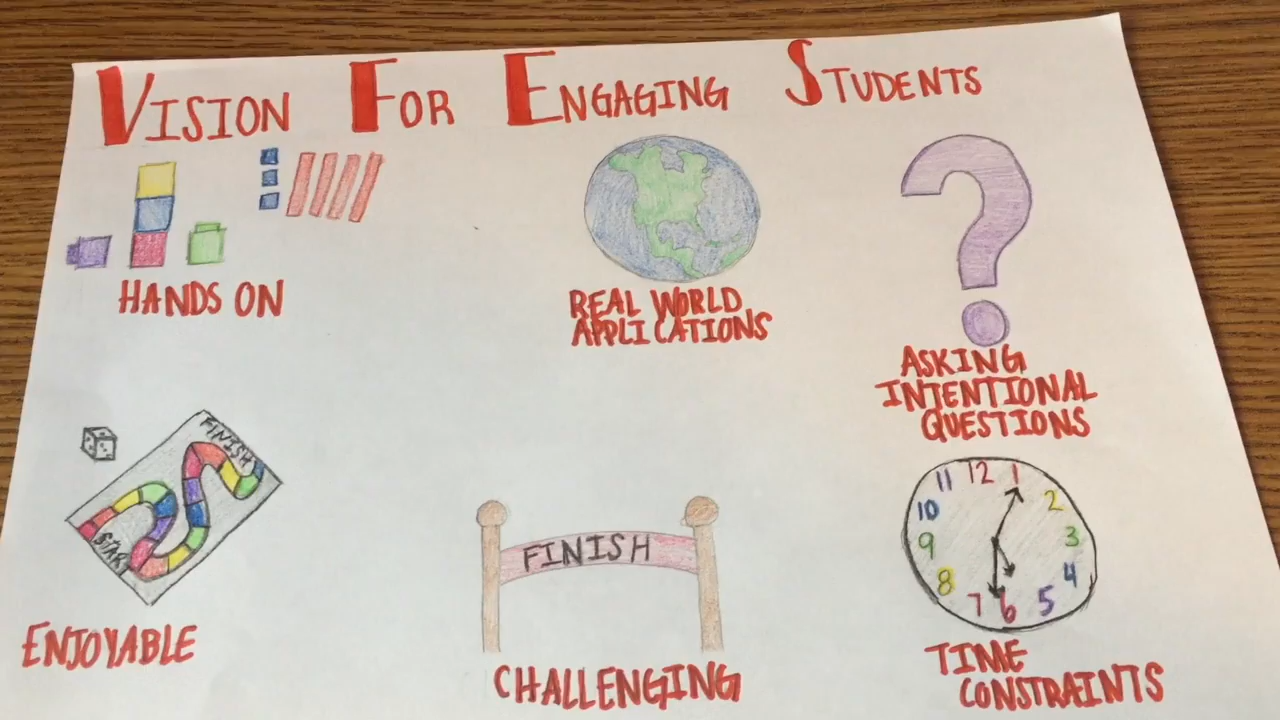 VISION FOR ENGAGING STUDENTS
HANDS ON
REAL WORLD
APPLICATIONS
ASKING
INTENTIONAL
QUESTIONS
FINISH
START
ENJOYABLE
FINISH
CHALLENGING
11 12 1
10 2
9 3
8 4
7 6 5
TIME
CONSTRAINTS